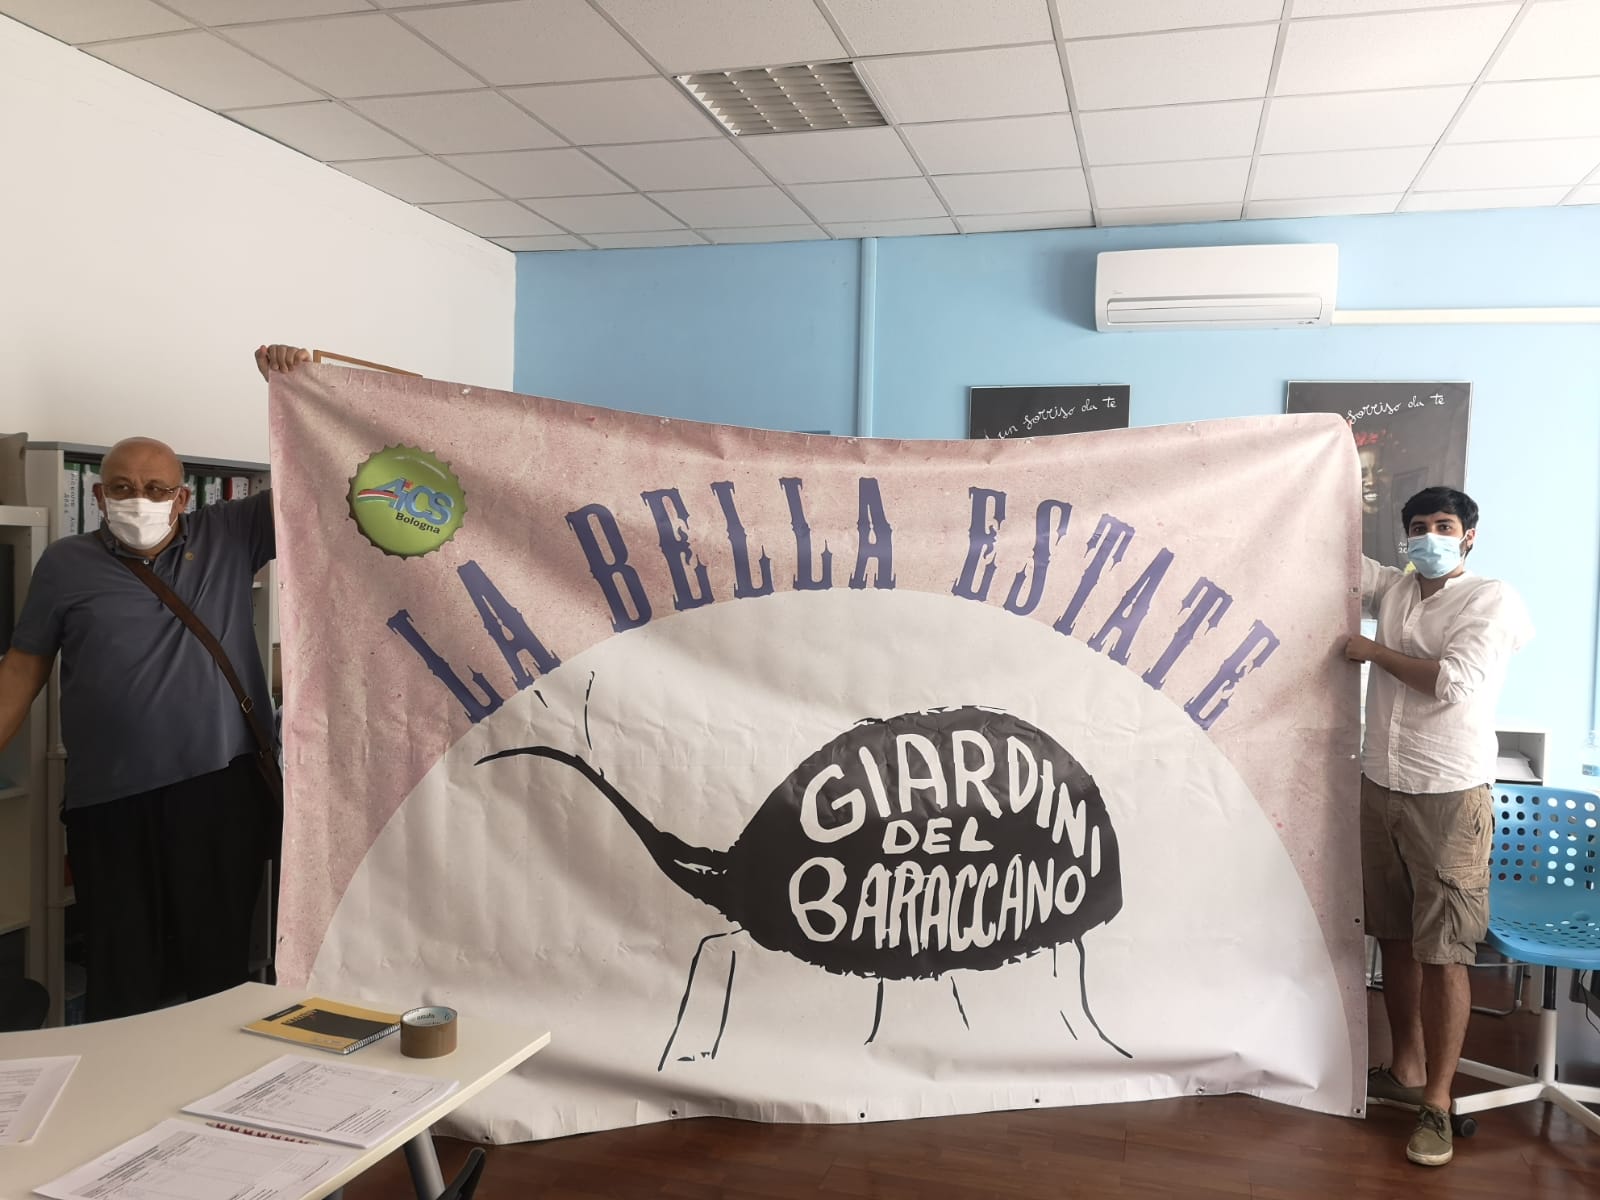 un sorriso da te
sorriso da te
AICS
Bologna
LA BELLA ESTATE
GIARDINI
DEL
BARACCANO